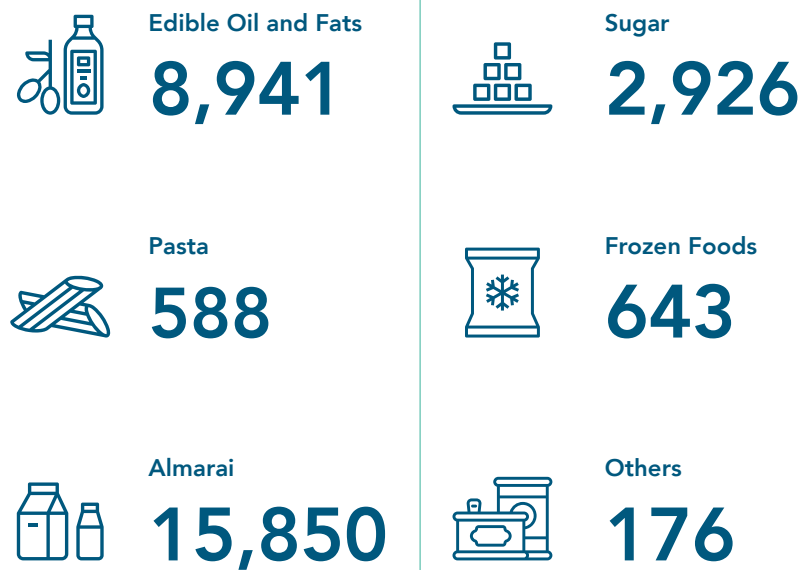 Edible Oil and Fats
8,941
Sugar
2,926
Pasta
588
Frozen Foods
643
Almarai
15,850
Others
176